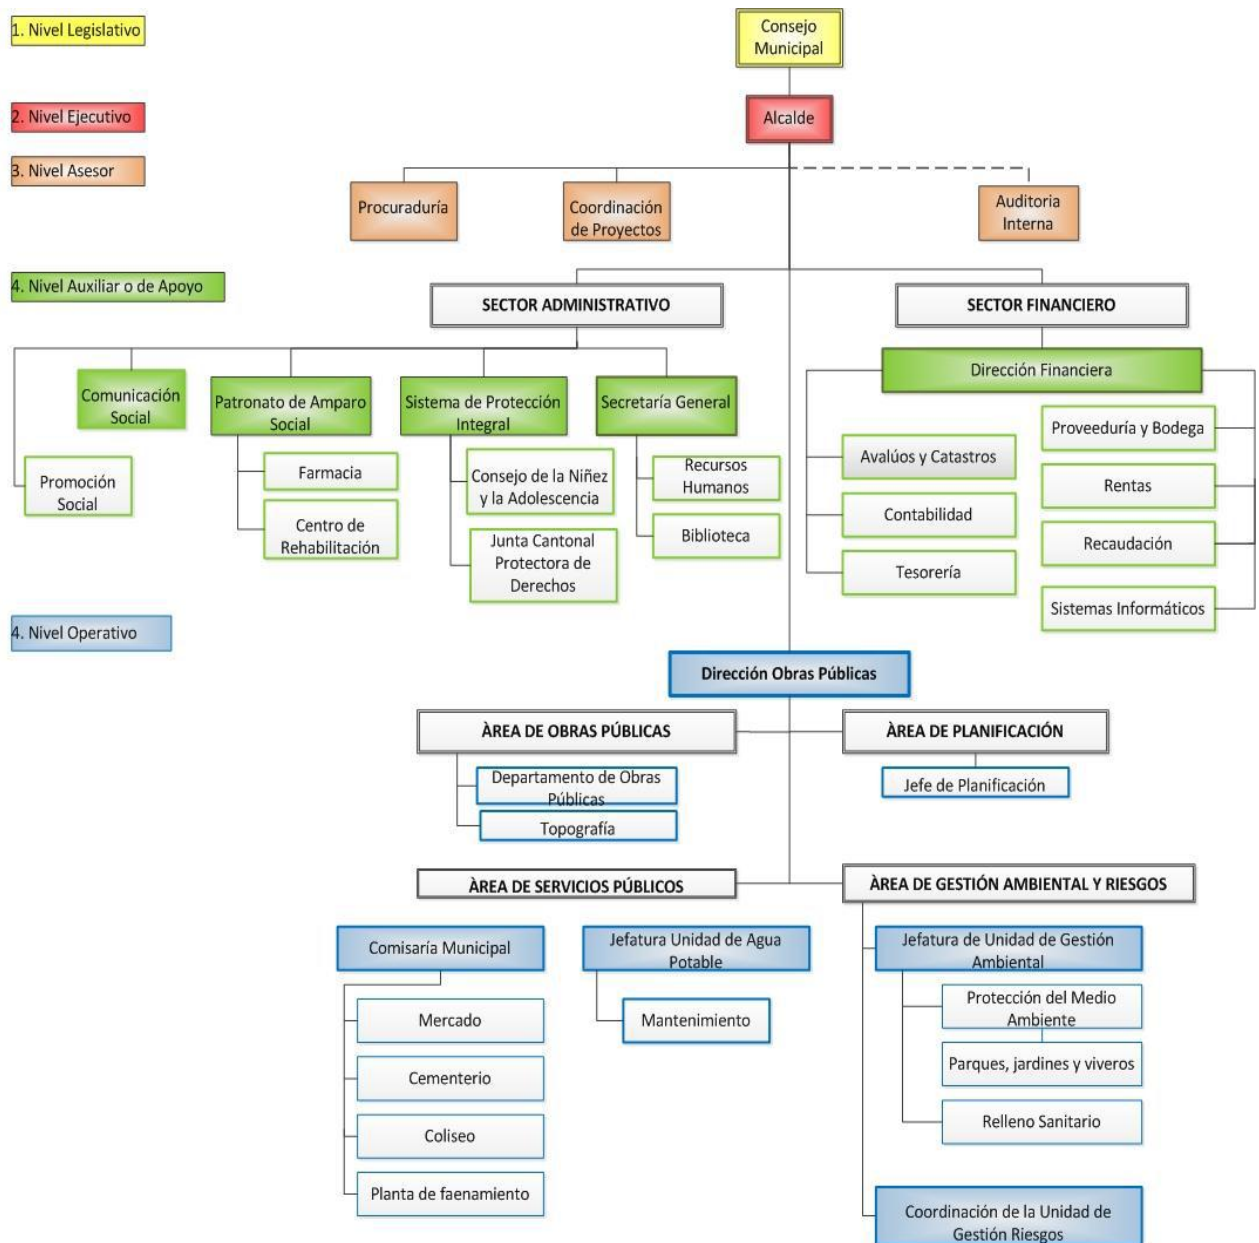 1. Nivel Legislativo
Consejo
Municipal
2. Nivel Ejecutivo
Alcalde
3. Nivel Asesor
Procuraduría
Coordinación
de Proyectos
Auditoria
Interna
4. Nivel Auxiliar o de Apoyo
SECTOR ADMINISTRATIVO
SECTOR FINANCIERO
Comunicación
Social
Patronato de Amparo
Social
Sistema de Protección
Integral
Secretaría General
Dirección Financiera
Promoción
Social
Farmacia
Centro de
Rehabilitación
Consejo de la Niñez
y la Adolescencia
Junta Cantonal
Protectora de
Derechos
Recursos
Humanos
Biblioteca
Avalúos y Catastros
Contabilidad
Tesorería
Proveeduría y Bodega
Rentas
Recaudación
Sistemas Informáticos
4. Nivel Operativo
Dirección Obras Públicas
ÀREA DE OBRAS PÚBLICAS
ÀREA DE PLANIFICACIÓN
Departamento de Obras
Públicas
Topografía
Jefe de Planificación
ÀREA DE SERVICIOS PÚBLICOS
ÀREA DE GESTIÓN AMBIENTAL Y RIESGOS
Comisaría Municipal
Mercado
Cementerio
Coliseo
Planta de faenamiento
Jefatura Unidad de Agua
Potable
Mantenimiento
Jefatura de Unidad de Gestión
Ambiental
Protección del Medio
Ambiente
Parques, jardines y viveros
Relleno Sanitario
Coordinación de la Unidad de
Gestión Riesgos